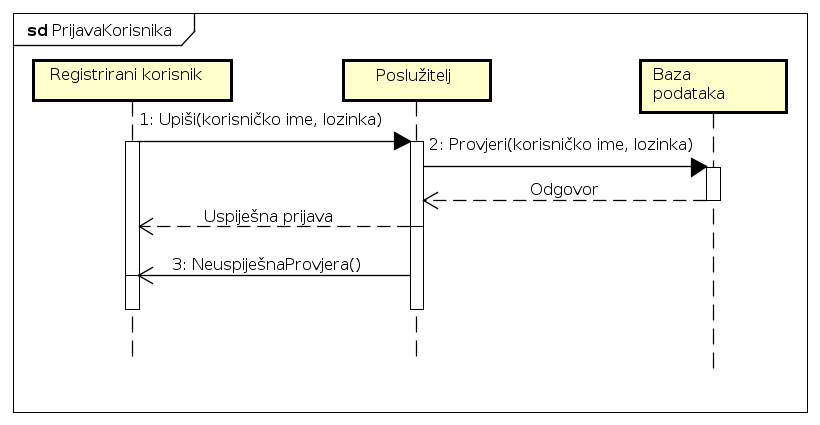 sd PrijavaKorisnika
Registrirani korisnik
Poslužitelj
Baza
podataka
1: Upiši(korisničko ime, lozinka)
2: Provjeri(korisničko ime, lozinka)
Odgovor
Uspiješna prijava
3: NeuspiješnaProvjera()